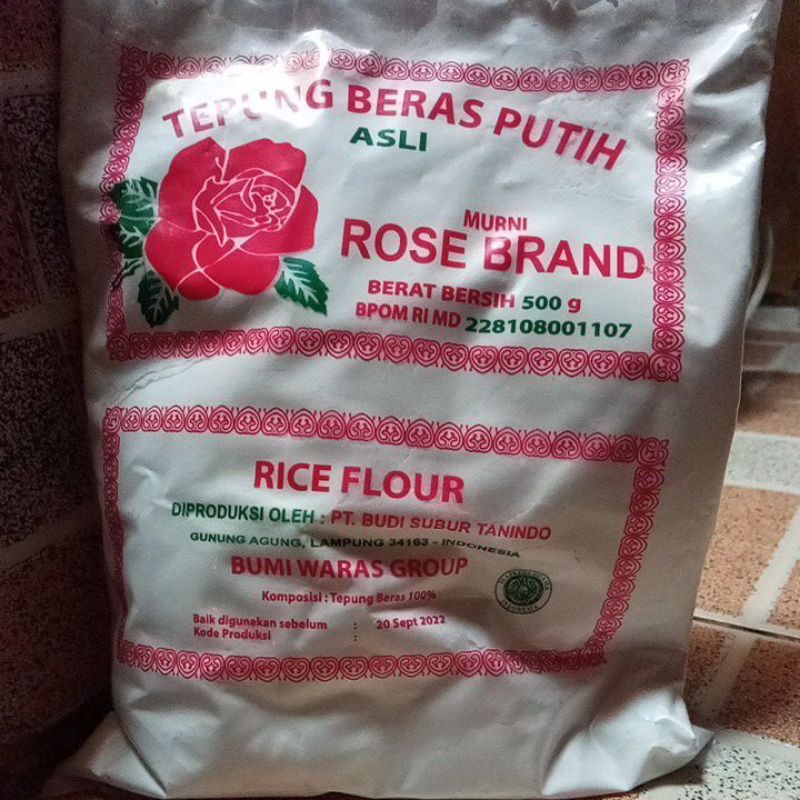 TEPUNG BERAS PUTIH
ASLI
MURNI
ROSE BRAND
BERAT BERSIH 500 g
BPOM RI MD 228108001107
RICE FLOUR
DIPRODUKSI OLEH : PT. BUDI SUBUR TANINDO
GUNUNG AGUNG, LAMPUNG 34163 - INDONESIA
BUMI WARAS GROUP
Komposisi : Tepung Beras 100%
Baik digunakan sebelum : 20 Sept 2022
Kode Produksi :
INDONESIA